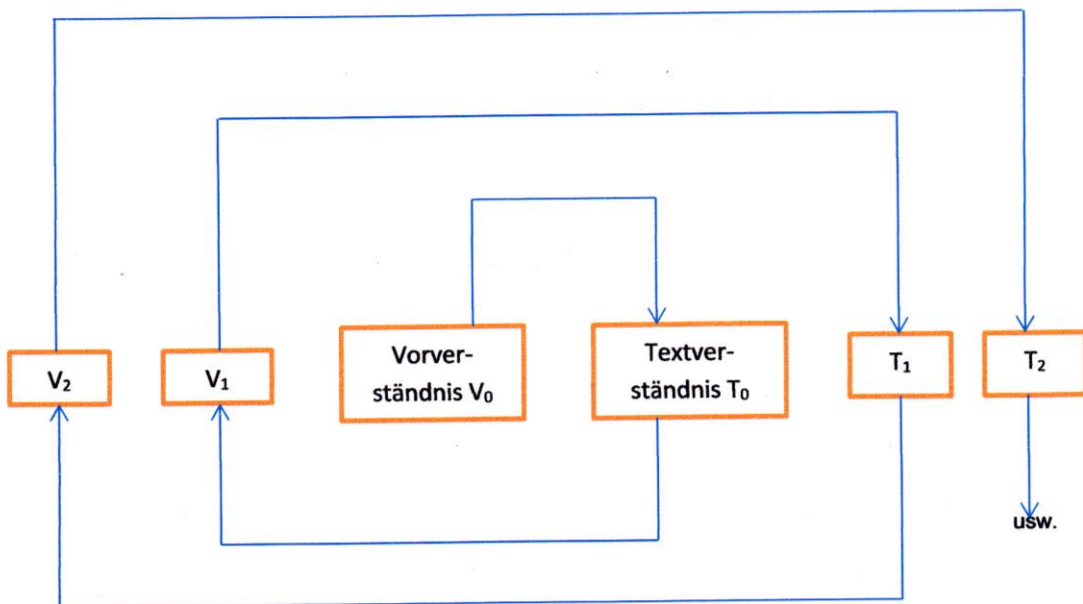 V₂
V₁
Vorver-
ständnis V₀
Textver-
ständnis T₀
T₁
T₂
usw.